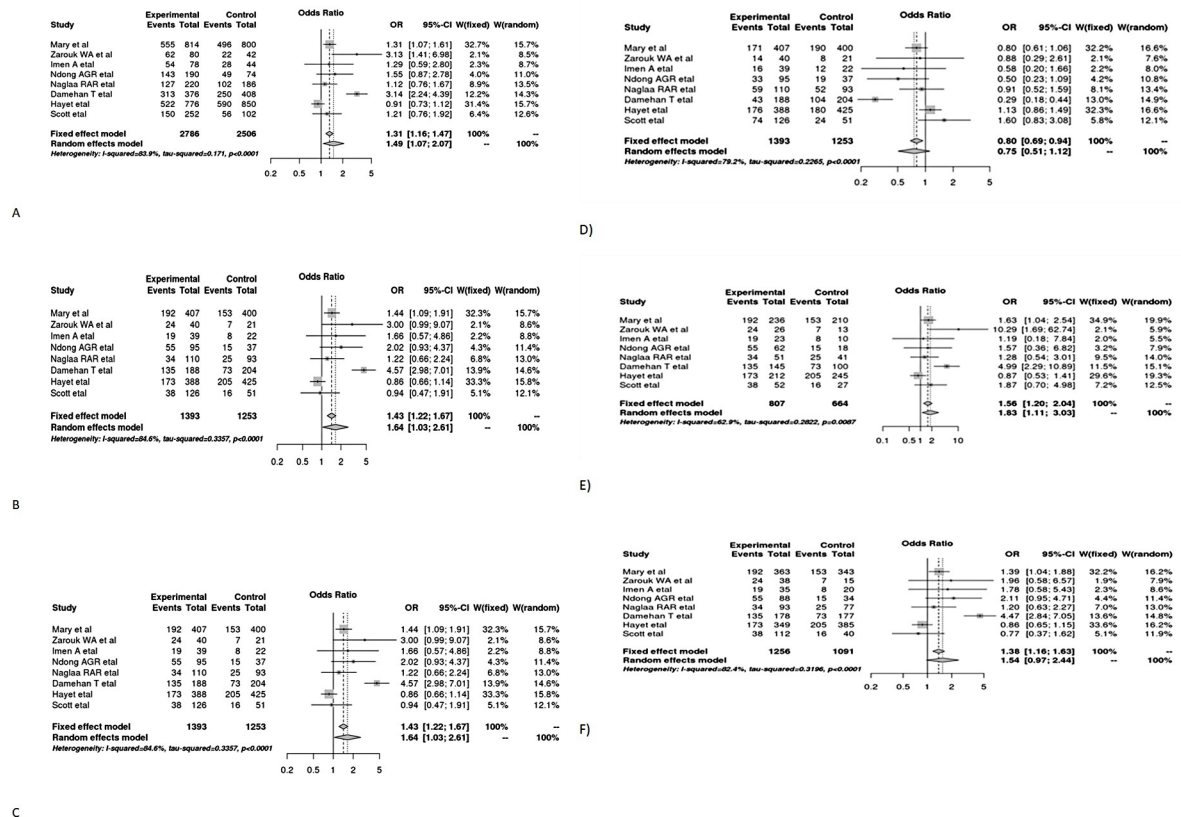 Experimental Control Odds Ratio
Study Events Total Events Total OR 95%-CI W(fixed) W(random)
Mary et al 555 814 496 800 1.31 [1.07; 1.61] 32.7% 15.7%
Zarouk WA et al 62 80 22 42 3.13 [1.41; 6.98] 2.1% 8.5%
Imen A etal 54 78 28 44 1.29 [0.59; 2.80] 2.3% 8.7%
Ndong AGR etal 143 190 49 74 1.55 [0.87; 2.78] 4.0% 11.0%
Naglaa RAR etal 127 220 102 186 1.12 [0.76; 1.67] 8.9% 13.5%
Damehan T etal 313 376 250 408 3.14 [2.24; 4.39] 12.2% 14.3%
Hayet etal 522 776 590 850 0.91 [0.73; 1.12] 31.4% 15.7%
Scott etal 150 252 56 102 1.21 [0.76; 1.92] 6.4% 12.6%
Fixed effect model 2786 2506 1.31 [1.16; 1.47] 100% --
Random effects model 1.49 [1.07; 2.07] -- 100%
Heterogeneity: I-squared=83.9%, tau-squared=0.171, p<0.0001
0.2 0.5 1 2 5
A
Experimental Control Odds Ratio
Study Events Total Events Total OR 95%-CI W(fixed) W(random)
Mary et al 192 407 153 400 1.44 [1.09; 1.91] 32.3% 15.7%
Zarouk WA et al 24 40 7 21 3.00 [0.99; 9.07] 2.1% 8.6%
Imen A etal 19 39 8 22 1.66 [0.57; 4.86] 2.2% 8.8%
Ndong AGR etal 55 95 15 37 2.02 [0.93; 4.37] 4.3% 11.4%
Naglaa RAR etal 34 110 25 93 1.22 [0.66; 2.24] 6.8% 13.0%
Damehan T etal 135 188 73 204 4.57 [2.98; 7.01] 13.9% 14.6%
Hayet etal 173 388 205 425 0.86 [0.66; 1.14] 33.3% 15.8%
Scott etal 38 126 16 51 0.94 [0.47; 1.91] 5.1% 12.1%
Fixed effect model 1393 1253 1.43 [1.22; 1.67] 100% --
Random effects model 1.64 [1.03; 2.61] -- 100%
Heterogeneity: I-squared=84.6%, tau-squared=0.3357, p<0.0001
0.2 0.5 1 2 5
B
Experimental Control Odds Ratio
Study Events Total Events Total OR 95%-CI W(fixed) W(random)
Mary et al 192 407 153 400 1.44 [1.09; 1.91] 32.3% 15.7%
Zarouk WA et al 24 40 7 21 3.00 [0.99; 9.07] 2.1% 8.6%
Imen A etal 19 39 8 22 1.66 [0.57; 4.86] 2.2% 8.8%
Ndong AGR etal 55 95 15 37 2.02 [0.93; 4.37] 4.3% 11.4%
Naglaa RAR etal 34 110 25 93 1.22 [0.66; 2.24] 6.8% 13.0%
Damehan T etal 135 188 73 204 4.57 [2.98; 7.01] 13.9% 14.6%
Hayet etal 173 388 205 425 0.86 [0.66; 1.14] 33.3% 15.8%
Scott etal 38 126 16 51 0.94 [0.47; 1.91] 5.1% 12.1%
Fixed effect model 1393 1253 1.43 [1.22; 1.67] 100% --
Random effects model 1.64 [1.03; 2.61] -- 100%
Heterogeneity: I-squared=84.6%, tau-squared=0.3357, p<0.0001
0.2 0.5 1 2 5
C
Experimental Control Odds Ratio
Study Events Total Events Total OR 95%-CI W(fixed) W(random)
Mary et al 171 407 190 400 0.80 [0.61; 1.06] 32.2% 16.6%
Zarouk WA et al 14 40 8 21 0.88 [0.29; 2.61] 2.1% 7.6%
Imen A etal 16 39 12 22 0.58 [0.20; 1.66] 2.2% 8.0%
Ndong AGR etal 33 95 19 37 0.50 [0.23; 1.09] 4.2% 10.8%
Naglaa RAR etal 59 110 52 93 0.91 [0.52; 1.59] 8.1% 13.4%
Damehan T etal 43 188 104 204 0.29 [0.18; 0.44] 13.0% 14.9%
Hayet etal 176 388 180 425 1.13 [0.86; 1.49] 32.3% 16.6%
Scott etal 74 126 24 51 1.60 [0.83; 3.08] 5.8% 12.1%
Fixed effect model 1393 1253 0.80 [0.69; 0.94] 100% --
Random effects model 0.75 [0.51; 1.12] -- 100%
Heterogeneity: I-squared=79.2%, tau-squared=0.2265, p<0.0001
0.2 0.5 1 2 5
D)
Experimental Control Odds Ratio
Study Events Total Events Total OR 95%-CI W(fixed) W(random)
Mary et al 192 236 153 210 1.63 [1.04; 2.54] 34.9% 19.9%
Zarouk WA et al 24 26 7 13 10.29 [1.69; 62.74] 2.1% 5.9%
Imen A etal 19 23 8 10 1.19 [0.18; 7.84] 2.0% 5.5%
Ndong AGR etal 55 62 15 18 1.57 [0.36; 6.82] 3.2% 7.9%
Naglaa RAR etal 34 51 25 41 1.28 [0.54; 3.01] 9.5% 14.0%
Damehan T etal 135 145 73 100 4.99 [2.29; 10.89] 11.5% 15.1%
Hayet etal 173 212 205 245 0.87 [0.53; 1.41] 29.6% 19.3%
Scott etal 38 52 16 27 1.87 [0.70; 4.98] 7.2% 12.5%
Fixed effect model 807 664 1.56 [1.20; 2.04] 100% --
Random effects model 1.83 [1.11; 3.03] -- 100%
Heterogeneity: I-squared=62.9%, tau-squared=0.2822, p=0.0087
0.1 0.5 1 2 10
E)
Experimental Control Odds Ratio
Study Events Total Events Total OR 95%-CI W(fixed) W(random)
Mary et al 192 363 153 343 1.39 [1.04; 1.88] 32.2% 16.2%
Zarouk WA et al 24 38 7 15 1.96 [0.58; 6.57] 1.9% 7.9%
Imen A etal 19 35 8 20 1.78 [0.58; 5.43] 2.3% 8.6%
Ndong AGR etal 55 88 15 34 2.11 [0.95; 4.71] 4.4% 11.4%
Naglaa RAR etal 34 93 25 77 1.20 [0.63; 2.27] 7.0% 13.0%
Damehan T etal 135 178 73 177 4.47 [2.84; 7.05] 13.2% 14.6%
Hayet etal 173 349 205 385 0.86 [0.65; 1.15] 33.6% 16.2%
Scott etal 38 112 16 40 0.77 [0.37; 1.62] 5.1% 11.9%
Fixed effect model 1256 1091 1.38 [1.16; 1.63] 100% --
Random effects model 1.54 [0.97; 2.44] -- 100%
Heterogeneity: I-squared=82.4%, tau-squared=0.3196, p<0.0001
0.2 0.5 1 2 5
F)